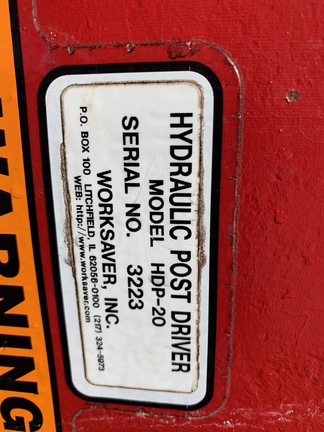 HYDRAULIC POST DRIVER
MODEL HDP-20
SERIAL NO. 3223
WORKSAVER, INC.
P.O. BOX 100 LITCHFIELD, IL 62056-0100 (217) 324-5973
WEB: http://www.worksaver.com
WARNING